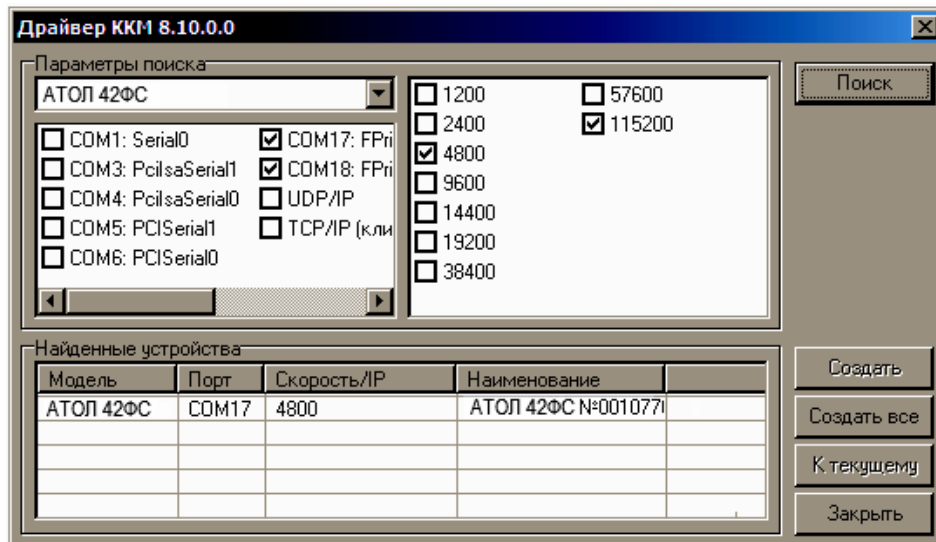 Драйвер ККМ 8.10.0.0
Параметры поиска
АТОЛ 42ФС
COM1: Serial0
COM3: PciIsaSerial1
COM4: PciIsaSerial0
COM5: PCISerial1
COM6: PCISerial0
COM17: FPri
COM18: FPri
UDP/IP
TCP/IP (кли
1200
2400
4800
9600
14400
19200
38400
57600
115200
Поиск
Найденные устройства
Модель Порт Скорость/IP Наименование
АТОЛ 42ФС COM17 4800 АТОЛ 42ФС №001077
Создать
Создать все
К текущему
Закрыть